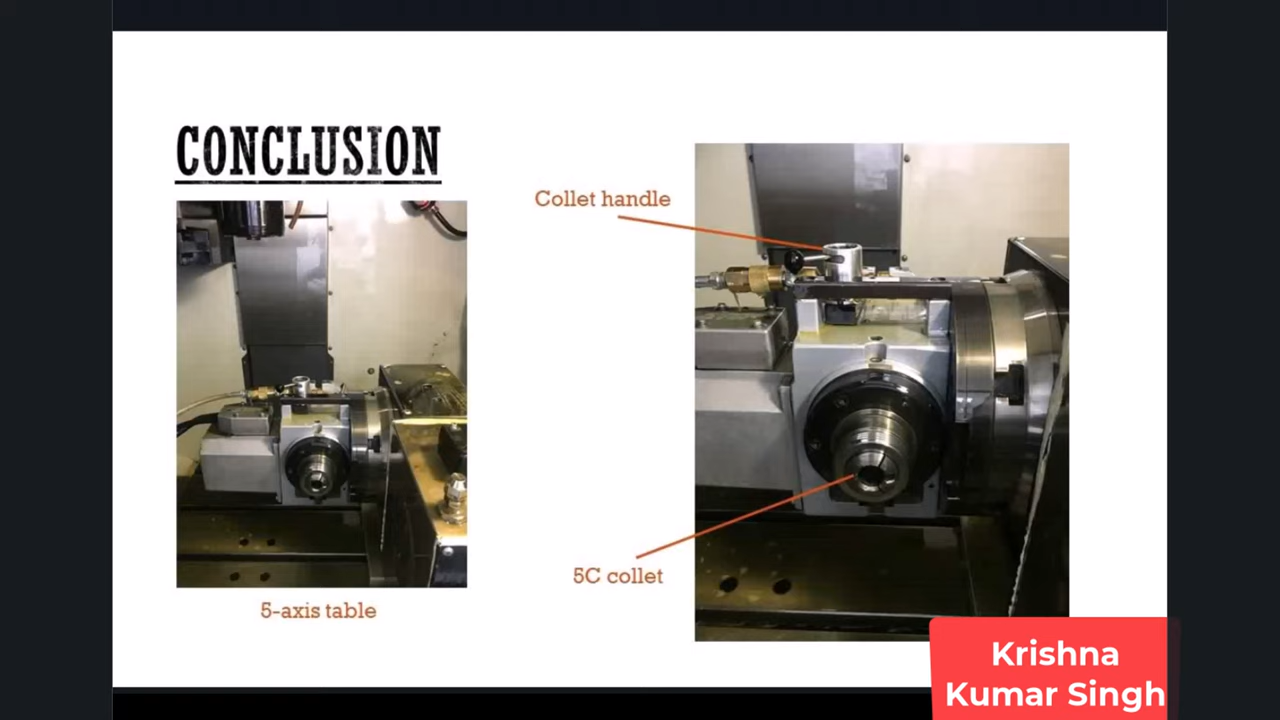 CONCLUSION
Collet handle
5C collet
5-axis table
Krishna
Kumar Singh